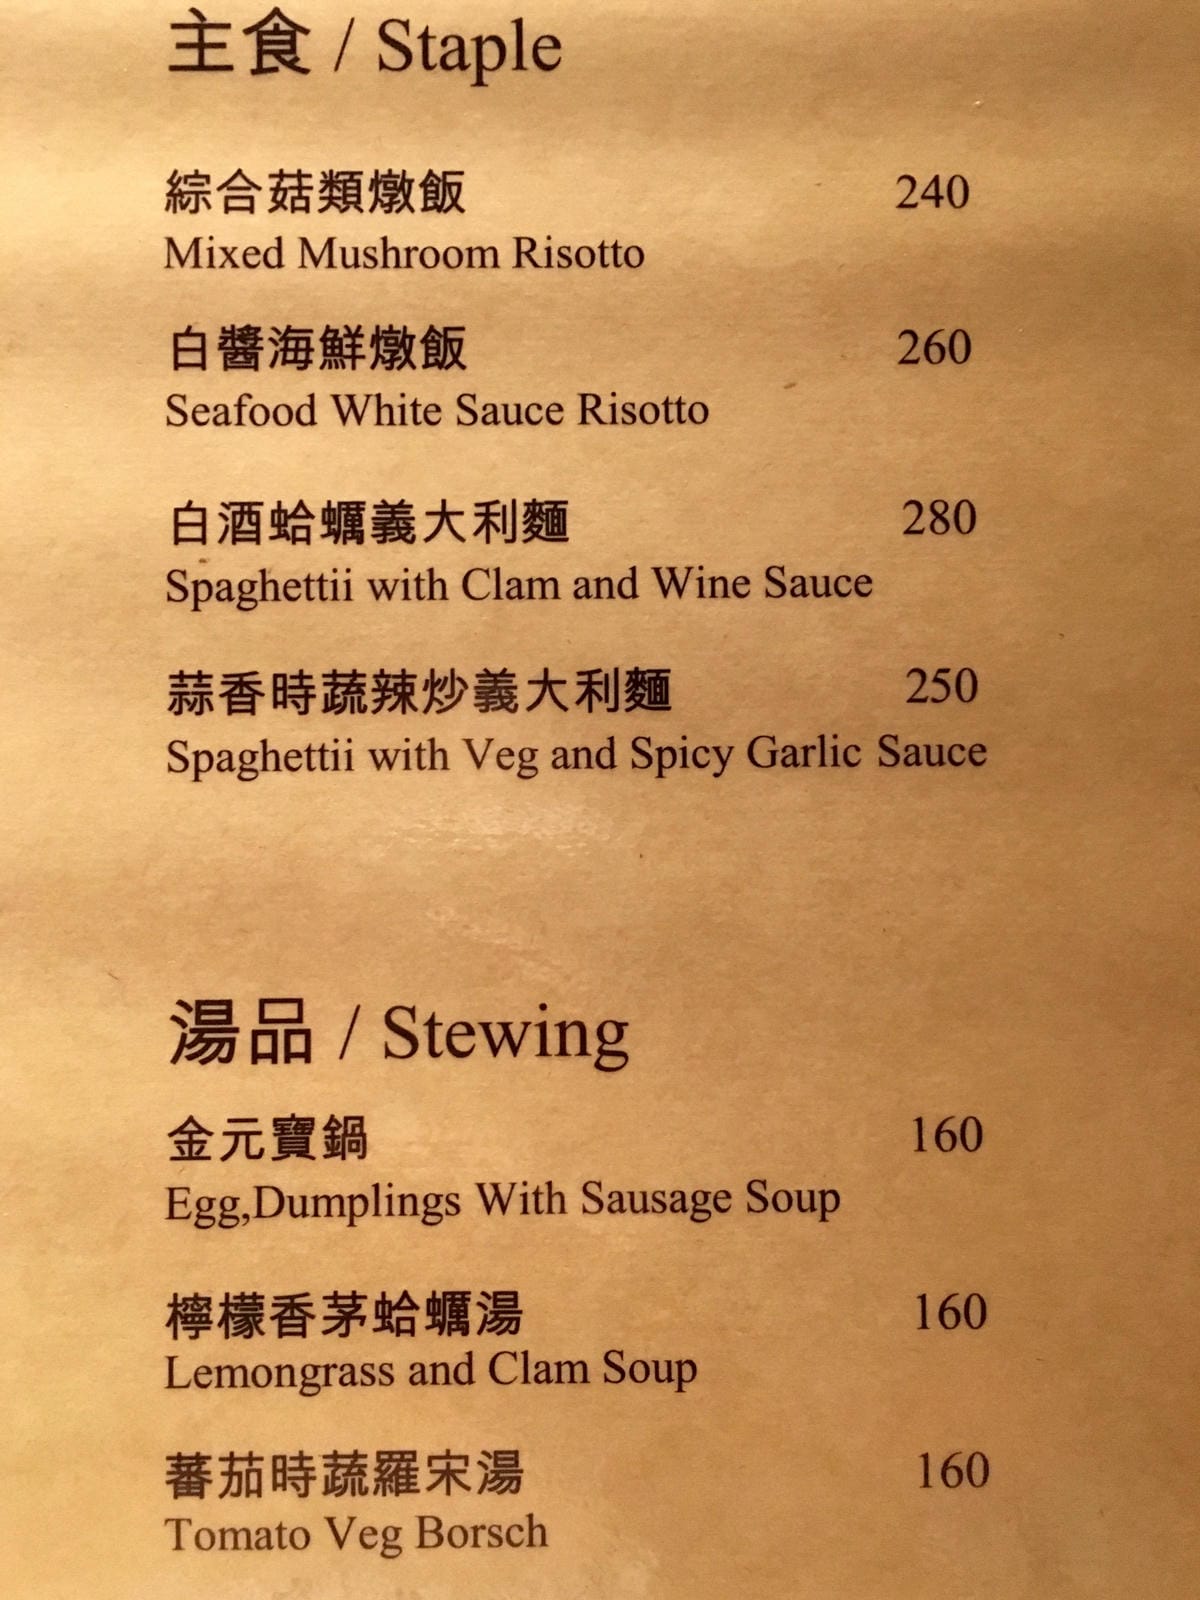 主食 / Staple
綜合菇類燉飯 240
Mixed Mushroom Risotto
白醬海鮮燉飯 260
Seafood White Sauce Risotto
白酒蛤蠣義大利麵 280
Spaghettii with Clam and Wine Sauce
蒜香時蔬辣炒義大利麵 250
Spaghettii with Veg and Spicy Garlic Sauce
湯品 / Stewing
金元寶鍋 160
Egg,Dumplings With Sausage Soup
檸檬香茅蛤蠣湯 160
Lemongrass and Clam Soup
蕃茄時蔬羅宋湯 160
Tomato Veg Borsch